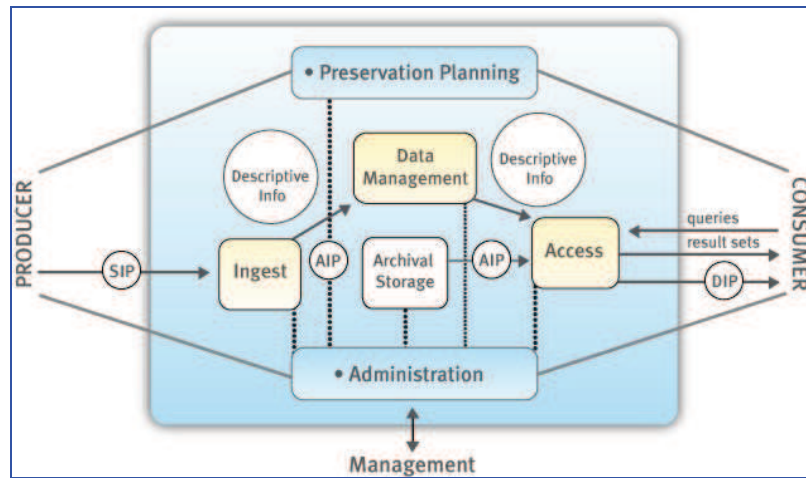 • Preservation Planning
Descriptive
Info
Data
Management
Descriptive
Info
PRODUCER
SIP
Ingest
AIP
Archival
Storage
AIP
Access
queries
result sets
DIP
CONSUMER
• Administration
Management